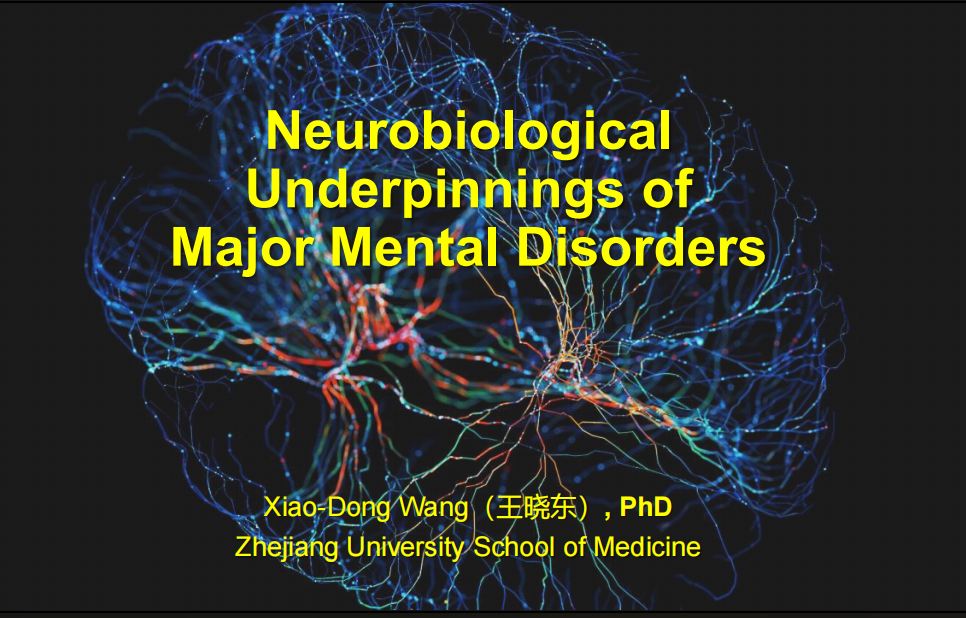 Neurobiological
Underpinnings of
Major Mental Disorders
Xiao-Dong Wang（王晓东）, PhD
Zhejiang University School of Medicine